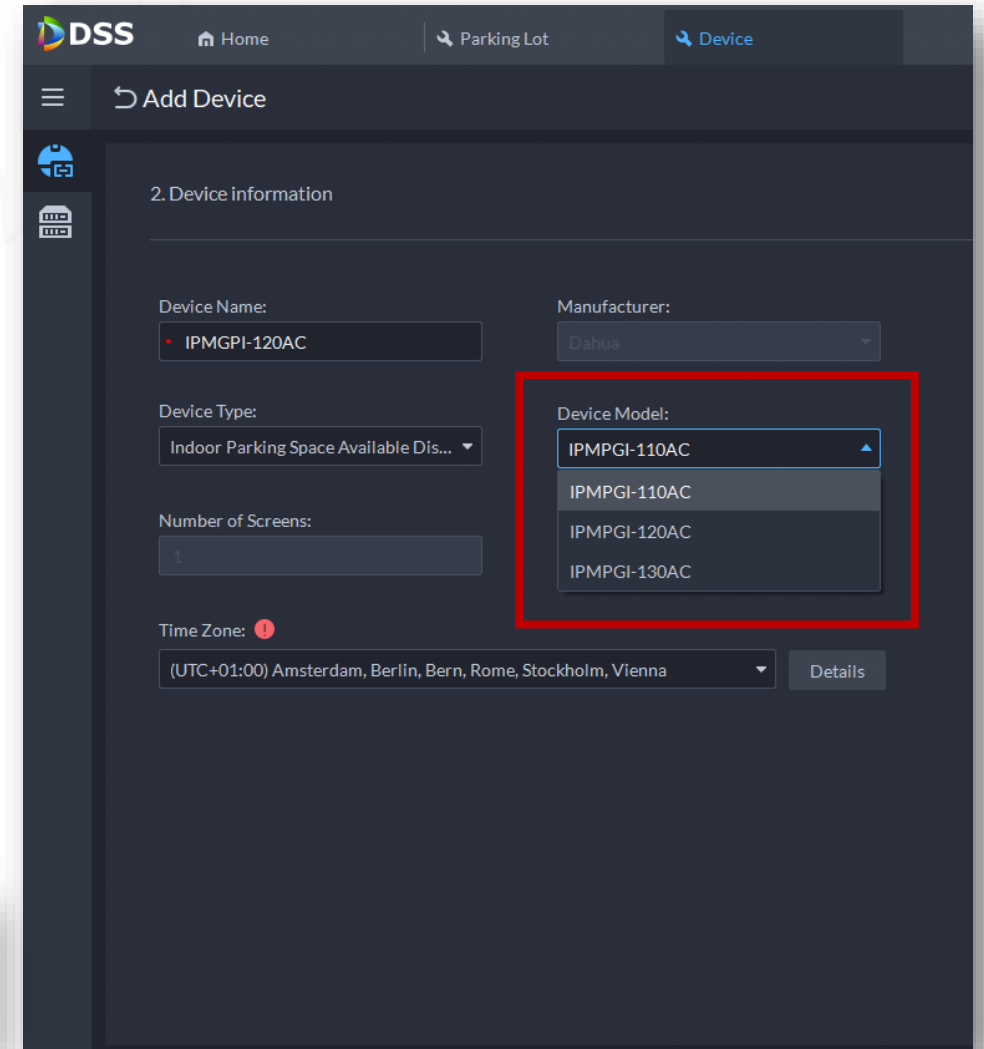 DSS
Home
Parking Lot
Device
Add Device
2. Device information
Device Name:
Manufacturer:
IPMGPI-120AC
Dahua
Device Type:
Device Model:
Indoor Parking Space Available Dis...
IPMPGI-110AC
IPMPGI-110AC
IPMPGI-120AC
IPMPGI-130AC
Number of Screens:
1
Time Zone:
(UTC+01:00) Amsterdam, Berlin, Bern, Rome, Stockholm, Vienna
Details